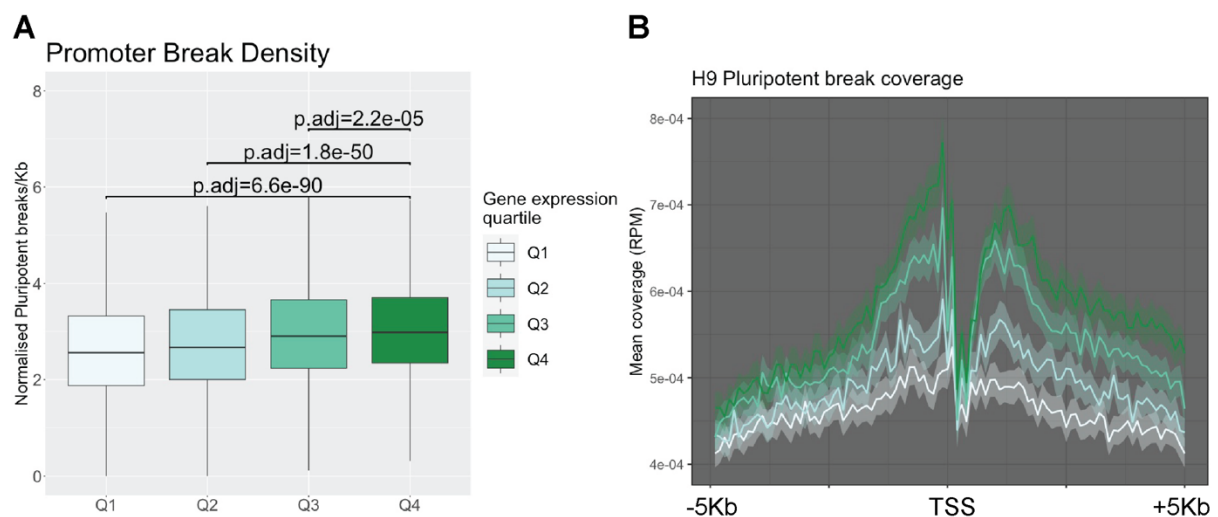 A
Promoter Break Density
Normalised Pluripotent breaks/Kb
8
6
4
2
0
p.adj=2.2e-05
p.adj=1.8e-50
p.adj=6.6e-90
Q1
Q2
Q3
Q4
Gene expression
quartile
Q1
Q2
Q3
Q4
B
H9 Pluripotent break coverage
Mean coverage (RPM)
8e-04
7e-04
6e-04
5e-04
4e-04
-5Kb
TSS
+5Kb